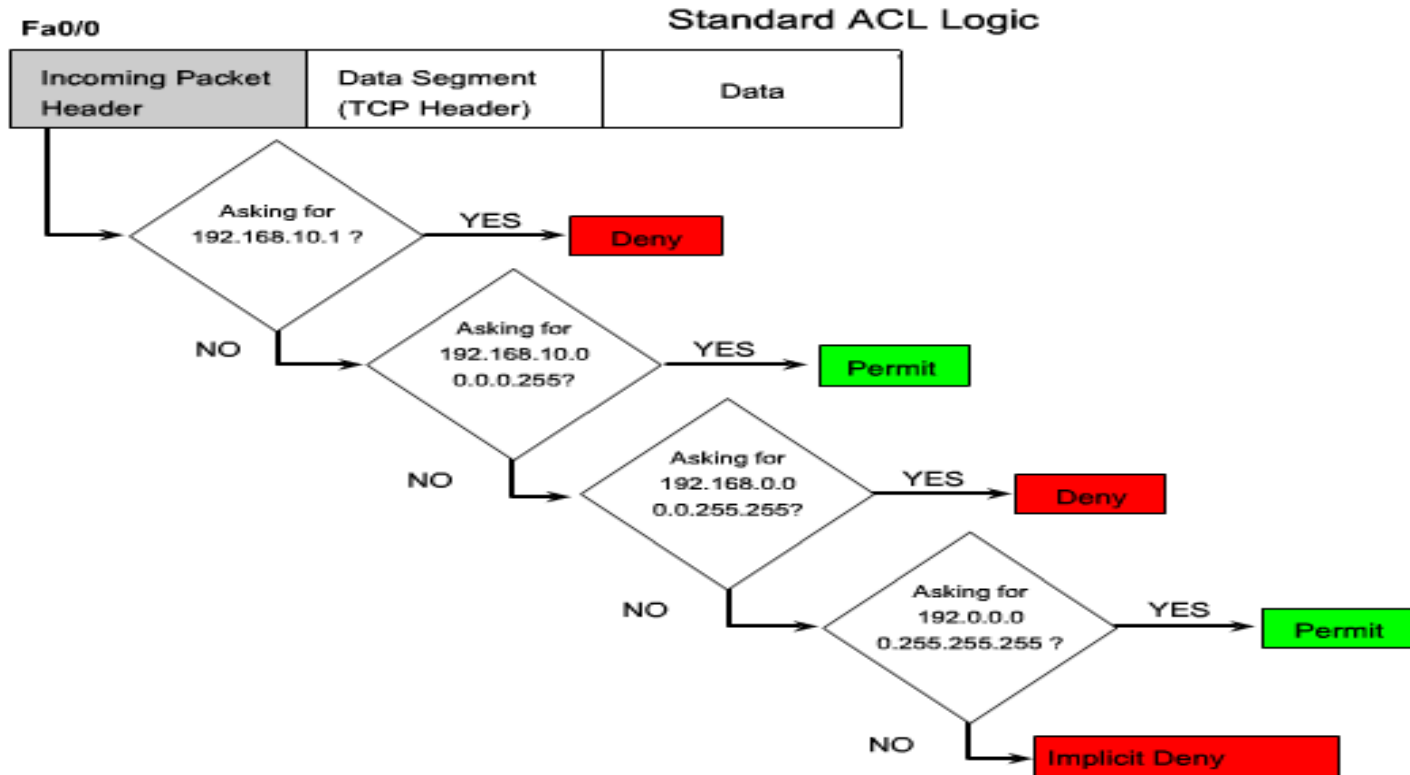 Standard ACL Logic
Fa0/0
Incoming Packet
Header
Data Segment
(TCP Header)
Data
Asking for
192.168.10.1 ?
YES
Deny
NO
Asking for
192.168.10.0
0.0.0.255?
YES
Permit
NO
Asking for
192.168.0.0
0.0.255.255?
YES
Deny
NO
Asking for
192.0.0.0
0.255.255.255 ?
YES
Permit
NO
Implicit Deny